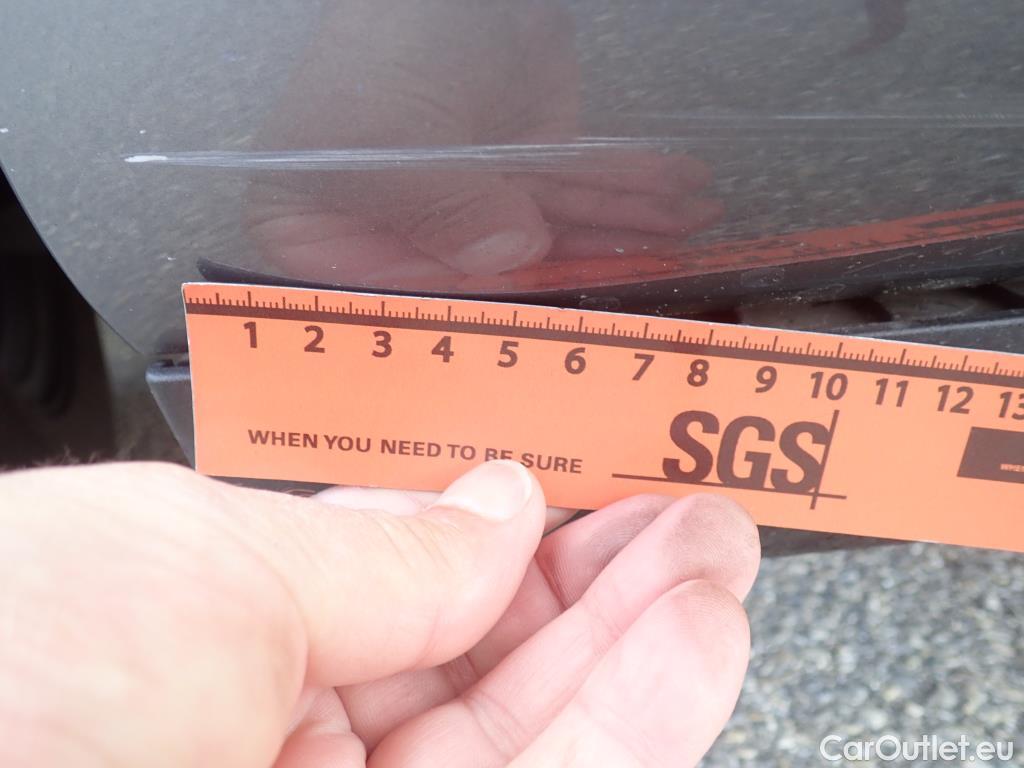 1 2 3 4 5 6 7 8 9 10 11 12 13
WHEN YOU NEED TO BE SURE
SGS
CarOutlet.eu